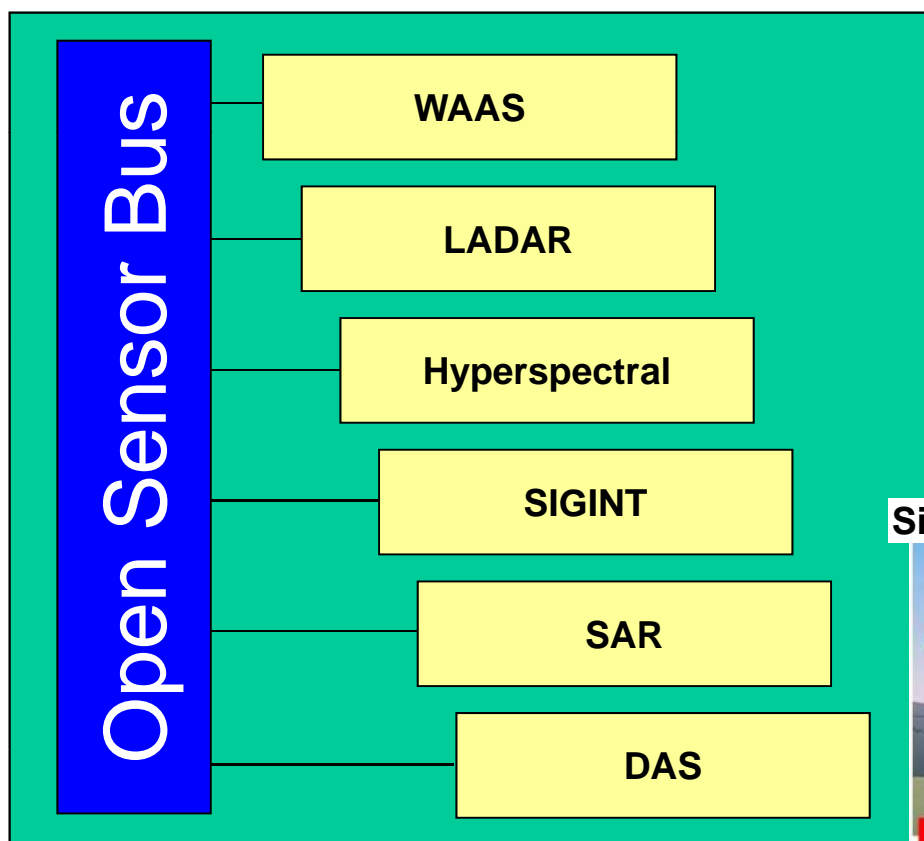 Open Sensor Bus
WAAS
LADAR
Hyperspectral
SIGINT
SAR
DAS